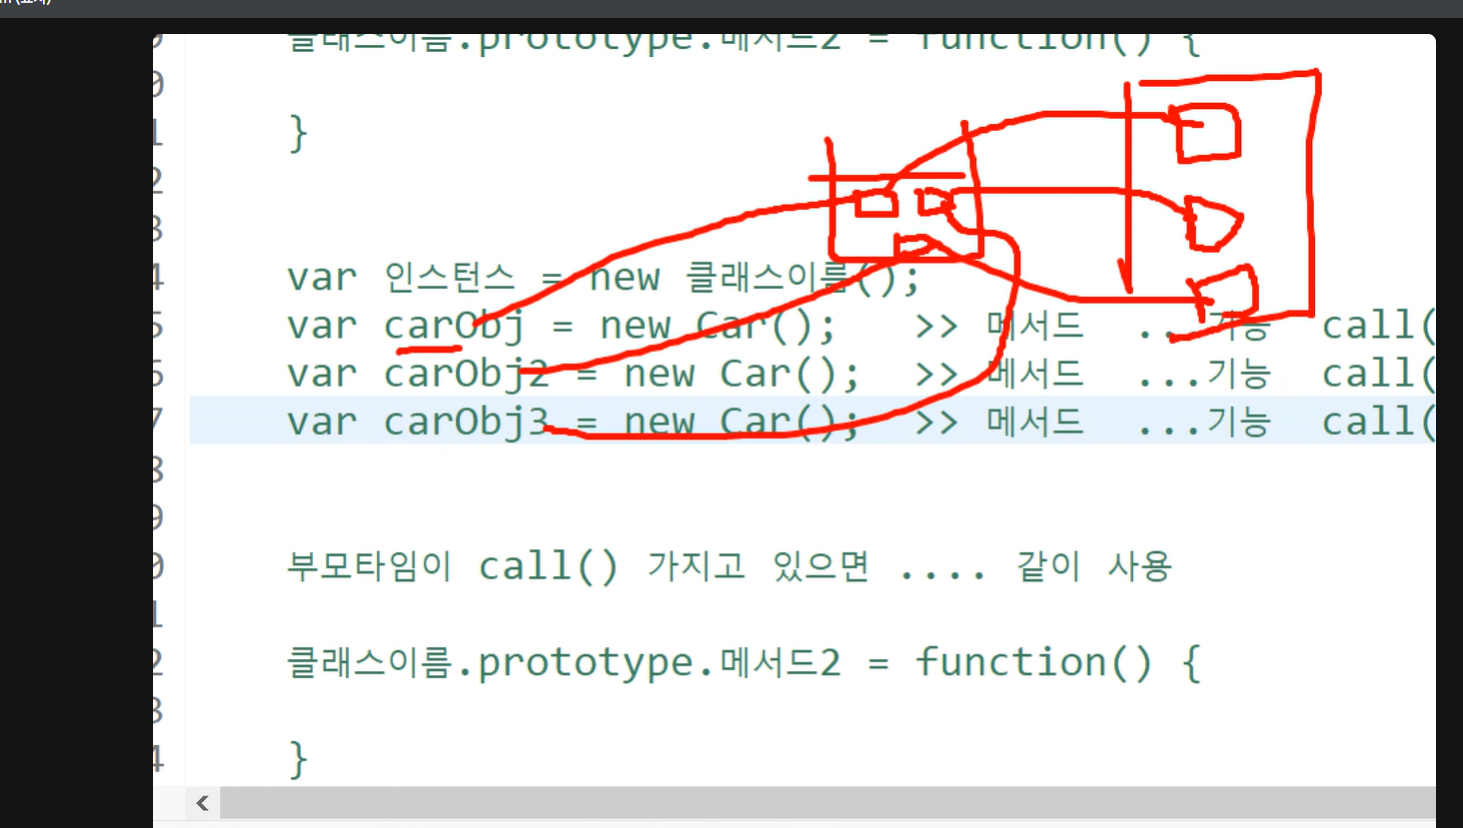 클래스이름.prototype.메서드2 = function() {
}
var 인스턴스 = new 클래스이름();
var carObj = new Car(); >> 메서드 ...기능 call(
var carObj2 = new Car(); >> 메서드 ...기능 call(
var carObj3 = new Car(); >> 메서드 ...기능 call(
부모타임이 call() 가지고 있으면 .... 같이 사용
클래스이름.prototype.메서드2 = function() {
}